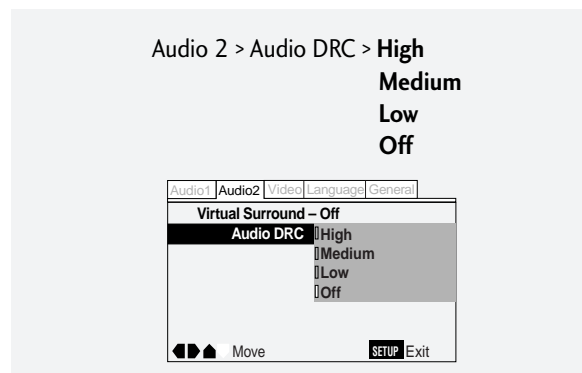 Audio 2 > Audio DRC > High
Medium
Low
Off
Audio1 Audio2 Video Language General
Virtual Surround – Off
Audio DRC
High
Medium
Low
Off
Move SETUP Exit